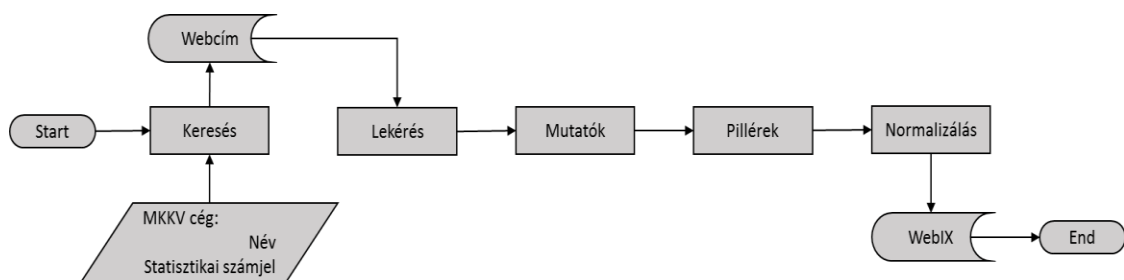 Webcím
Start
Keresés
Lekérés
Mutatók
Pillérek
Normalizálás
MKKV cég:
Név
Statisztikai számjel
WebIX
End